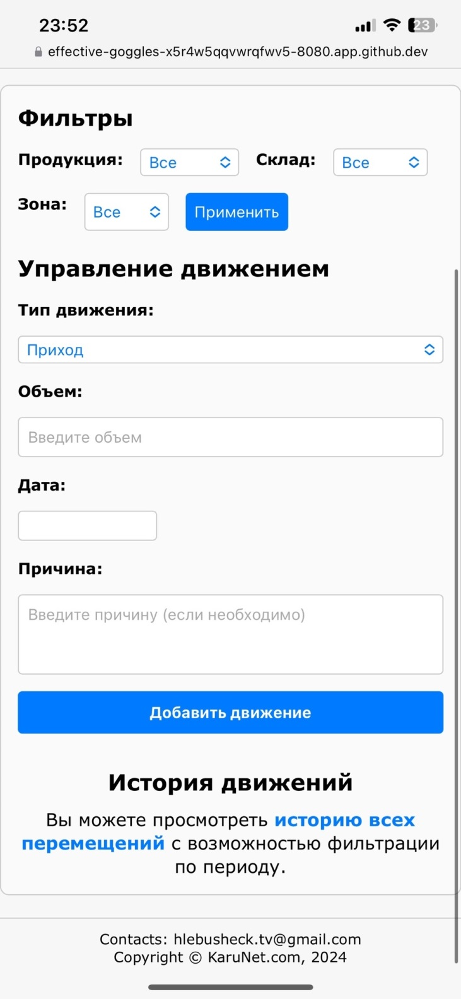 23:52
23
effective-goggles-x5r4w5qqvwrqfwv5-8080.app.github.dev
Фильтры
Продукция: Все Склад: Все
Зона: Все Применить
Управление движением
Тип движения:
Приход
Объем:
Введите объем
Дата:
Причина:
Введите причину (если необходимо)
Добавить движение
История движений
Вы можете просмотреть историю всех
перемещений с возможностью фильтрации
по периоду.
Contacts: hlebusheck.tv@gmail.com
Copyright © KaruNet.com, 2024